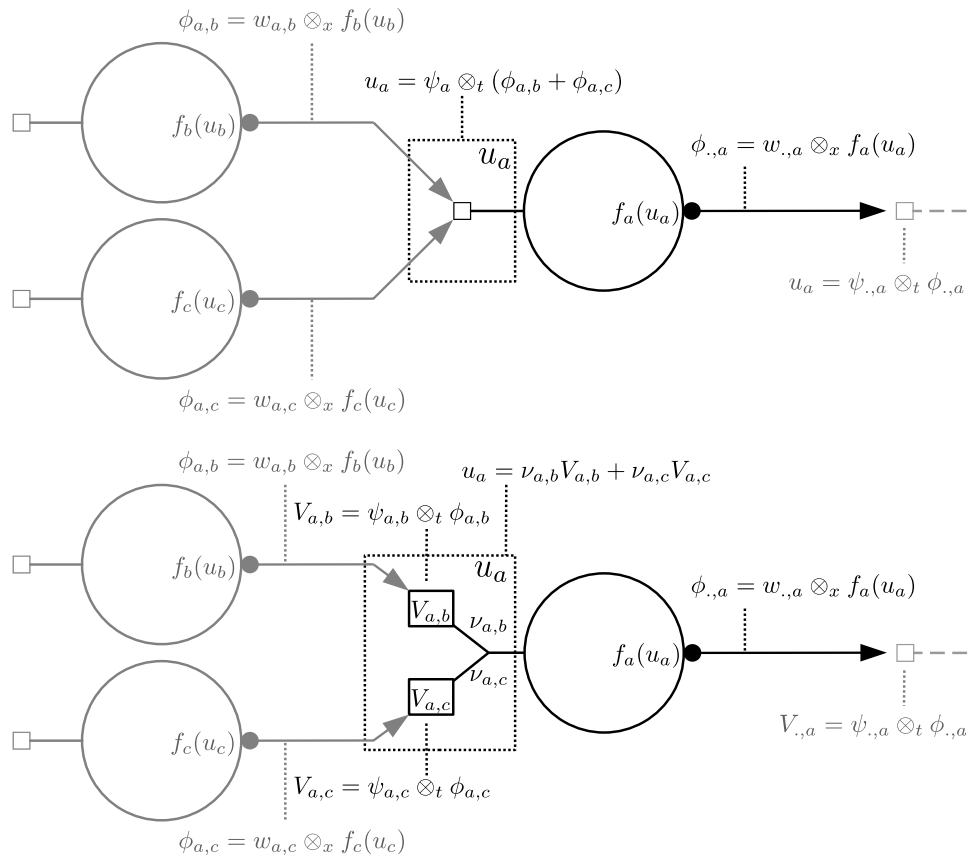 ϕ_{a,b} = w_{a,b} ⊗_x f_b(u_b)
u_a = ψ_a ⊗_t (ϕ_{a,b} + ϕ_{a,c})
f_b(u_b)
u_a
ϕ_{.,a} = w_{.,a} ⊗_x f_a(u_a)
f_a(u_a)
f_c(u_c)
u_a = ψ_{.,a} ⊗_t ϕ_{.,a}
ϕ_{a,c} = w_{a,c} ⊗_x f_c(u_c)
ϕ_{a,b} = w_{a,b} ⊗_x f_b(u_b)
u_a = ν_{a,b}V_{a,b} + ν_{a,c}V_{a,c}
V_{a,b} = ψ_{a,b} ⊗_t ϕ_{a,b}
f_b(u_b)
u_a
ϕ_{.,a} = w_{.,a} ⊗_x f_a(u_a)
V_{a,b}
ν_{a,b}
f_a(u_a)
ν_{a,c}
V_{a,c}
f_c(u_c)
V_{.,a} = ψ_{.,a} ⊗_t ϕ_{.,a}
V_{a,c} = ψ_{a,c} ⊗_t ϕ_{a,c}
ϕ_{a,c} = w_{a,c} ⊗_x f_c(u_c)